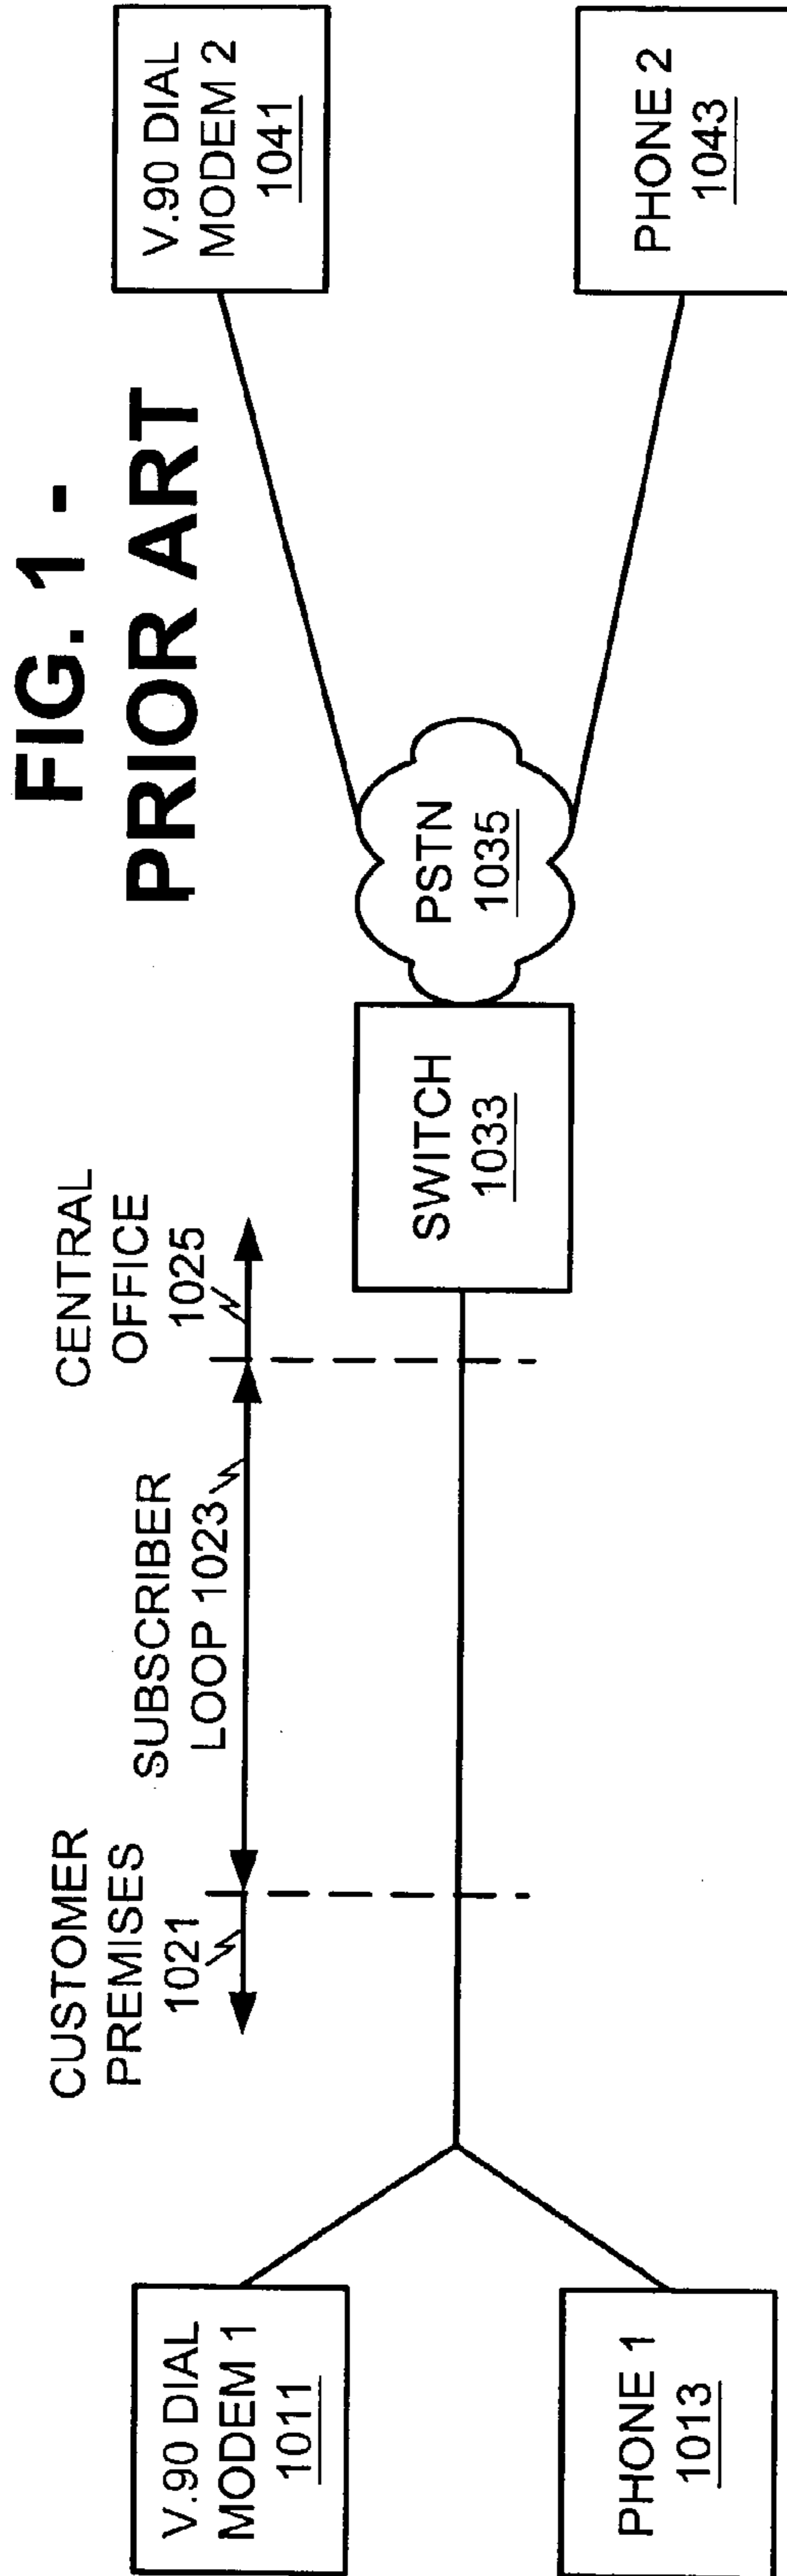 FIG. 1 -
PRIOR ART
CUSTOMER
PREMISES
1021
SUBSCRIBER
LOOP 1023
CENTRAL
OFFICE
1025
V.90 DIAL
MODEM 1
1011
PHONE 1
1013
SWITCH
1033
PSTN
1035
V.90 DIAL
MODEM 2
1041
PHONE 2
1043